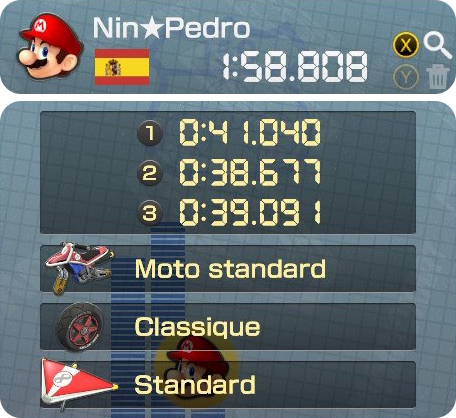 Nin★Pedro
1:58.808
X
Y
1 0:41.040
2 0:38.677
3 0:39.091
Moto standard
Classique
Standard